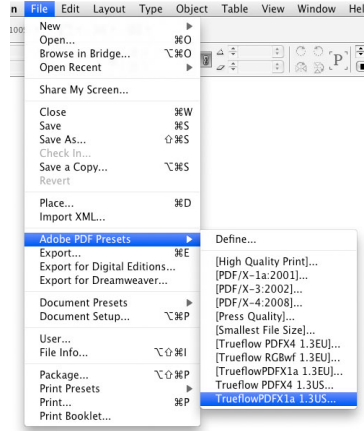 File Edit Layout Type Object Table View Window Hel
New
Open... ⌘O
Browse in Bridge... ⌥⌘O
Open Recent
Share My Screen...
Close ⌘W
Save ⌘S
Save As... ⇧⌘S
Check In...
Save a Copy... ⌥⌘S
Revert
Place... ⌘D
Import XML...
Adobe PDF Presets
Export... ⌘E
Export for Digital Editions...
Export for Dreamweaver...
Document Presets
Document Setup... ⌥⌘P
User...
File Info... ⌥⇧⌘I
Package... ⌥⇧⌘P
Print Presets
Print... ⌘P
Print Booklet...
Define...
[High Quality Print]...
[PDF/X-1a:2001]...
[PDF/X-3:2002]...
[PDF/X-4:2008]...
[Press Quality]...
[Smallest File Size]...
[Trueflow PDFX4 1.3EU]...
[Trueflow RGBwf 1.3EU]...
[TrueflowPDFX1a 1.3EU]...
Trueflow PDFX4 1.3US...
TrueflowPDFX1a 1.3US...
P